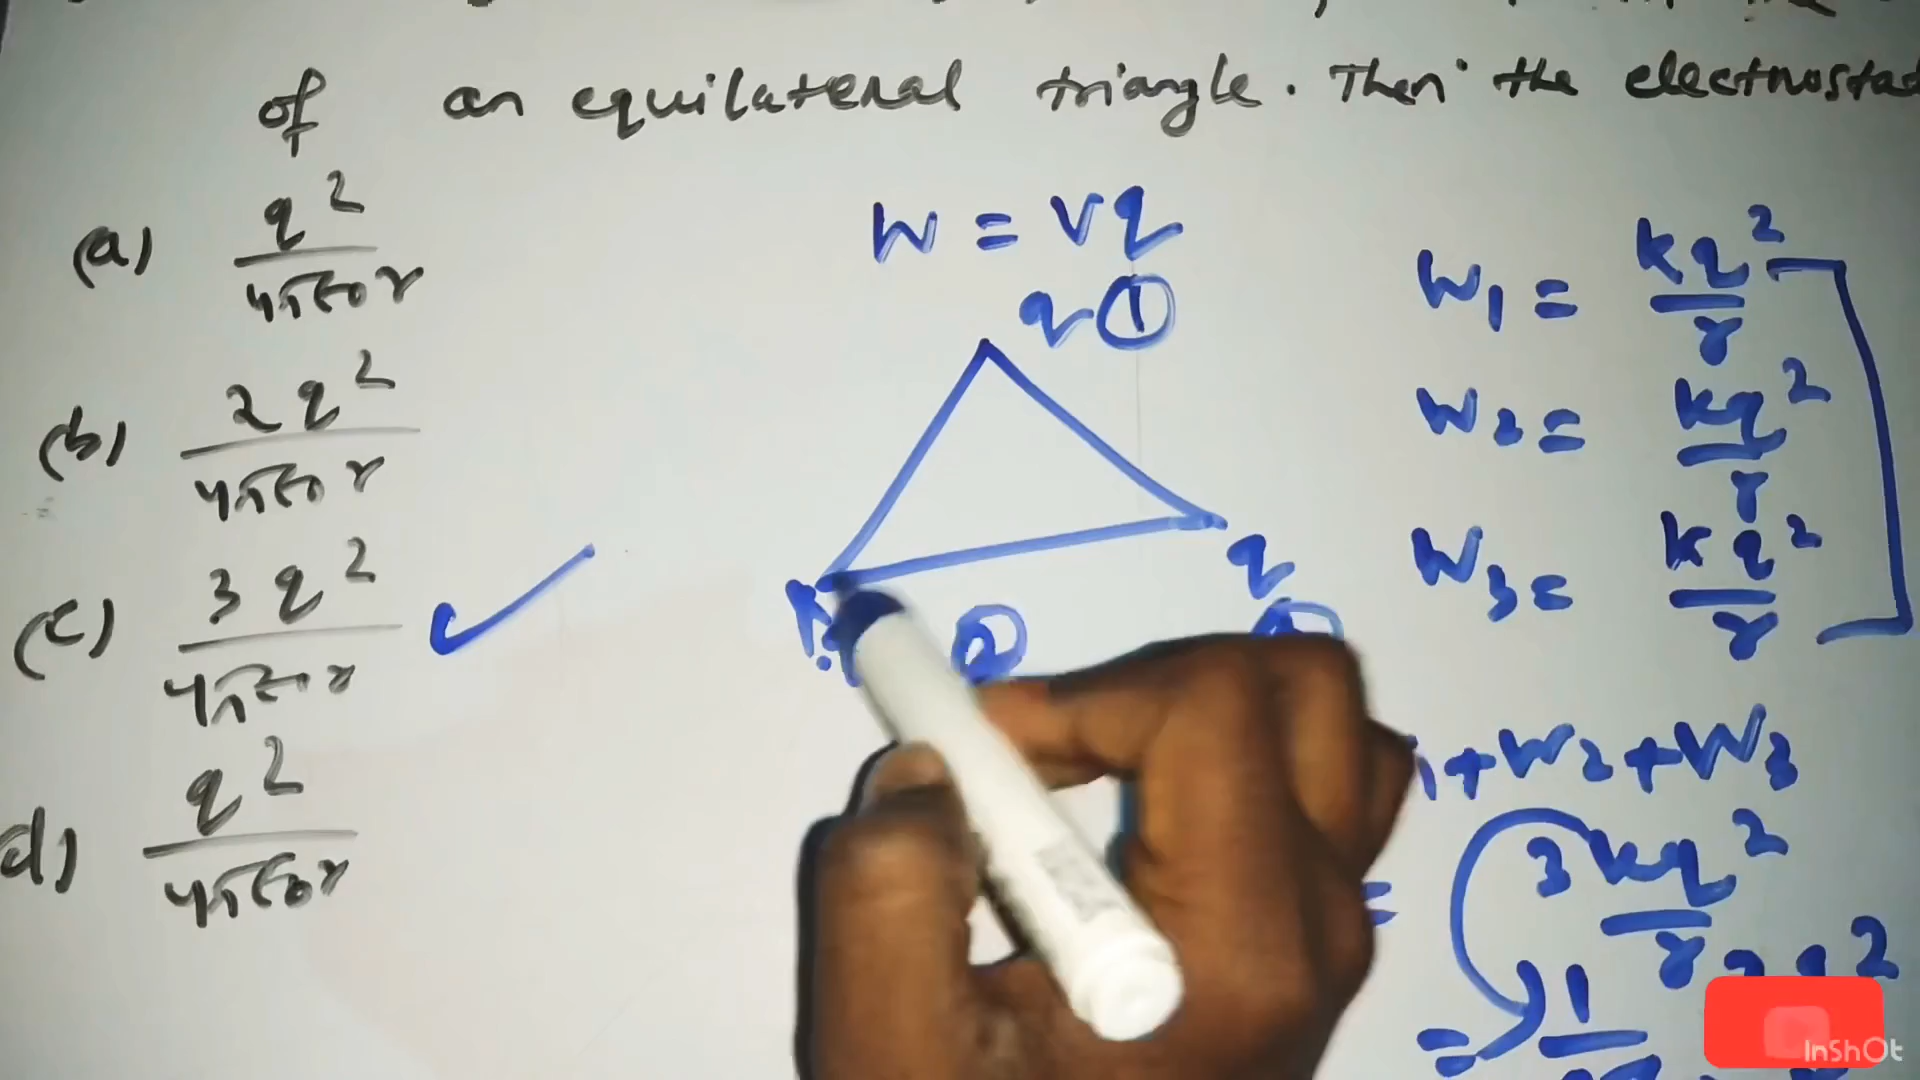 of an equilateral triangle. Then the electrostat
(a) q² / 4πε₀r
(b) 2q² / 4πε₀r
(c) 3q² / 4πε₀r
d) q² / 4πε₀r
W = Vq
q ①
q
②
W₁ = kq² / r
W₂ = kq² / r
W₃ = kq² / r
+W₂+W₃
= 3kq² / r
= 1
InShOt